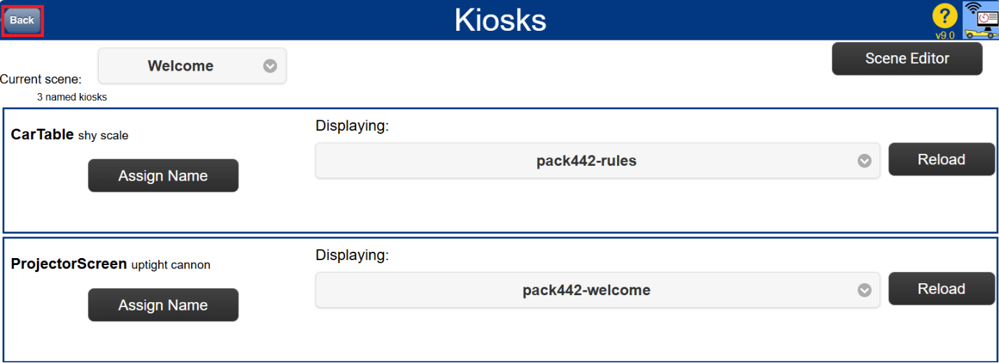 Back
Kiosks
?
v9.0
Current scene:
Welcome
Scene Editor
3 named kiosks
CarTable shy scale
Displaying:
pack442-rules
Reload
Assign Name
ProjectorScreen uptight cannon
Displaying:
pack442-welcome
Reload
Assign Name